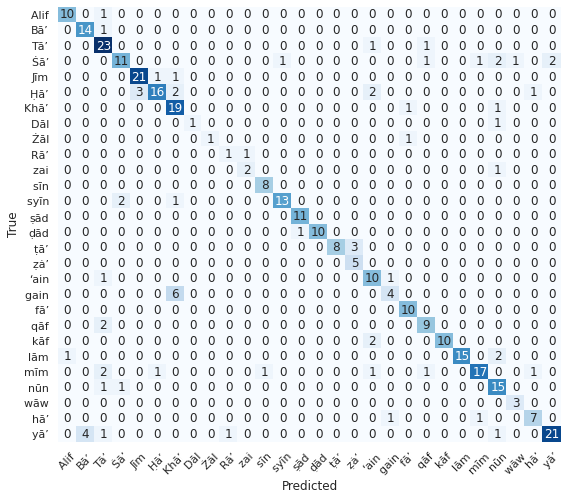 Alif 10 0 1 0 0 0 0 0 0 0 0 0 0 0 0 0 0 0 0 0 0 0 0 0 0 0 0 0
Bā’ 0 14 1 0 0 0 0 0 0 0 0 0 0 0 0 0 0 0 0 0 0 0 0 0 0 0 0 0
Tā’ 0 0 23 0 0 0 0 0 0 0 0 0 0 0 0 0 0 1 0 0 1 0 0 0 0 0 0 0
Ṡā’ 0 0 0 11 0 0 0 0 0 0 0 0 1 0 0 0 0 0 0 0 1 0 0 1 2 1 0 2
Jīm 0 0 0 0 21 1 1 0 0 0 0 0 0 0 0 0 0 0 0 0 0 0 0 0 0 0 0 0
Ḥā’ 0 0 0 0 3 16 2 0 0 0 0 0 0 0 0 0 0 2 0 0 0 0 0 0 0 0 1 0
Khā’ 0 0 0 0 0 0 19 0 0 0 0 0 0 0 0 0 0 0 0 1 0 0 0 0 1 0 0 0
Dāl 0 0 0 0 0 0 0 1 0 0 0 0 0 0 0 0 0 0 0 0 0 0 0 0 1 0 0 0
Żāl 0 0 0 0 0 0 0 0 1 0 0 0 0 0 0 0 0 0 0 1 0 0 0 0 0 0 0 0
Rā’ 0 0 0 0 0 0 0 0 0 1 1 0 0 0 0 0 0 0 0 0 0 0 0 0 0 0 0 0
zai 0 0 0 0 0 0 0 0 0 0 2 0 0 0 0 0 0 0 0 0 0 0 0 0 1 0 0 0
sīn 0 0 0 0 0 0 0 0 0 0 0 8 0 0 0 0 0 0 0 0 0 0 0 0 0 0 0 0
syīn 0 0 0 2 0 0 1 0 0 0 0 0 13 0 0 0 0 0 0 0 0 0 0 0 0 0 0 0
ṣād 0 0 0 0 0 0 0 0 0 0 0 0 0 11 0 0 0 0 0 0 0 0 0 0 0 0 0 0
ḍād 0 0 0 0 0 0 0 0 0 0 0 0 0 1 10 0 0 0 0 0 0 0 0 0 0 0 0 0
ṭā’ 0 0 0 0 0 0 0 0 0 0 0 0 0 0 0 8 3 0 0 0 0 0 0 0 0 0 0 0
ẓā’ 0 0 0 0 0 0 0 0 0 0 0 0 0 0 0 0 5 0 0 0 0 0 0 0 0 0 0 0
‘ain 0 0 1 0 0 0 0 0 0 0 0 0 0 0 0 0 0 10 1 0 0 0 0 0 0 0 0 0
gain 0 0 0 0 0 0 6 0 0 0 0 0 0 0 0 0 0 0 4 0 0 0 0 0 0 0 0 0
fā’ 0 0 0 0 0 0 0 0 0 0 0 0 0 0 0 0 0 0 0 10 0 0 0 0 0 0 0 0
qāf 0 0 2 0 0 0 0 0 0 0 0 0 0 0 0 0 0 0 0 0 9 0 0 0 0 0 0 0
kāf 0 0 0 0 0 0 0 0 0 0 0 0 0 0 0 0 0 2 0 0 0 10 0 0 0 0 0 0
lām 1 0 0 0 0 0 0 0 0 0 0 0 0 0 0 0 0 0 0 0 0 0 15 0 2 0 0 0
mīm 0 0 2 0 0 1 0 0 0 0 0 1 0 0 0 0 0 1 0 0 1 0 0 17 0 0 1 0
nūn 0 0 1 1 0 0 0 0 0 0 0 0 0 0 0 0 0 0 0 0 0 0 0 0 15 0 0 0
wāw 0 0 0 0 0 0 0 0 0 0 0 0 0 0 0 0 0 0 0 0 0 0 0 0 0 3 0 0
hā’ 0 0 0 0 0 0 0 0 0 0 0 0 0 0 0 0 0 0 1 0 0 0 0 1 0 0 7 0
yā’ 0 4 0 0 0 0 0 0 0 1 0 0 0 0 0 0 0 0 0 0 0 0 0 0 1 0 0 21
True
Alif Bā’ Tā’ Ṡā’ Jīm Ḥā’ Khā’ Dāl Żāl Rā’ zai sīn syīn ṣād ḍād ṭā’ ẓā’ ‘ain gain fā’ qāf kāf lām mīm nūn wāw hā’ yā’
Predicted